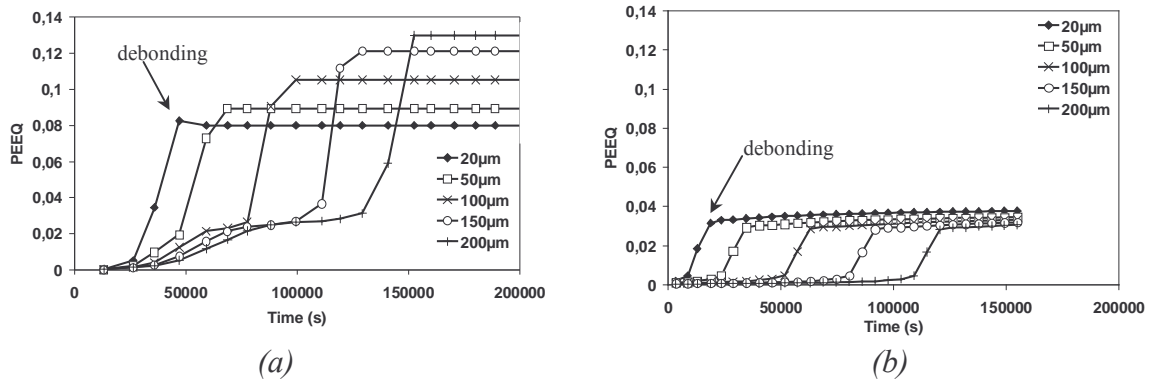 0,14
0,12
0,1
0,08
0,06
0,04
0,02
0
PEEQ
debonding
20µm
50µm
100µm
150µm
200µm
0 50000 100000 150000 200000
Time (s)
(a)
0,14
0,12
0,1
0,08
0,06
0,04
0,02
0
PEEQ
debonding
20µm
50µm
100µm
150µm
200µm
0 50000 100000 150000 200000
Time (s)
(b)